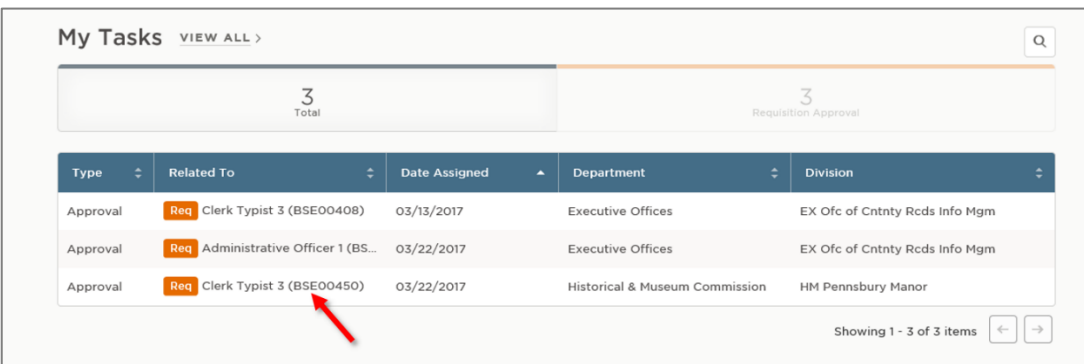 My Tasks VIEW ALL >
3
Total
3
Requisition Approval
Type Related To Date Assigned Department Division
Approval Req Clerk Typist 3 (BSE00408) 03/13/2017 Executive Offices EX Ofc of Cntnty Rcds Info Mgm
Approval Req Administrative Officer 1 (BS... 03/22/2017 Executive Offices EX Ofc of Cntnty Rcds Info Mgm
Approval Req Clerk Typist 3 (BSE00450) 03/22/2017 Historical & Museum Commission HM Pennsbury Manor
Showing 1 - 3 of 3 items